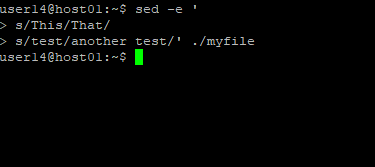 user14@host01:~$ sed -e '
> s/This/That/
> s/test/another test/' ./myfile
user14@host01:~$